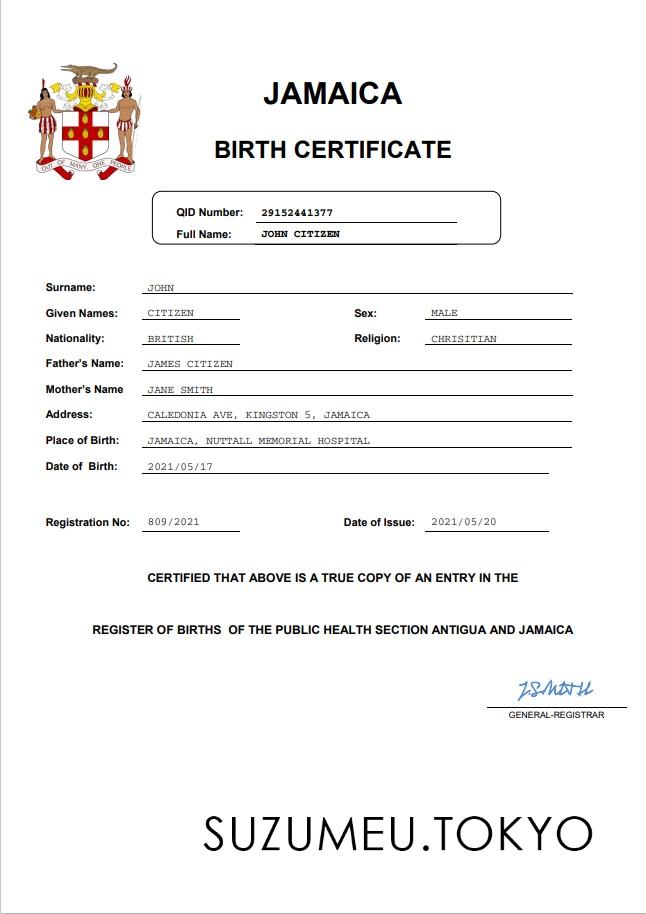 OUT OF MANY ONE PEOPLE
JAMAICA
BIRTH CERTIFICATE
QID Number: 29152441377
Full Name: JOHN CITIZEN
Surname: JOHN
Given Names: CITIZEN Sex: MALE
Nationality: BRITISH Religion: CHRISITIAN
Father's Name: JAMES CITIZEN
Mother's Name JANE SMITH
Address: CALEDONIA AVE, KINGSTON 5, JAMAICA
Place of Birth: JAMAICA, NUTTALL MEMORIAL HOSPITAL
Date of Birth: 2021/05/17
Registration No: 809/2021 Date of Issue: 2021/05/20
CERTIFIED THAT ABOVE IS A TRUE COPY OF AN ENTRY IN THE
REGISTER OF BIRTHS OF THE PUBLIC HEALTH SECTION ANTIGUA AND JAMAICA
J.SMITH
GENERAL-REGISTRAR
SUZUMEU.TOKYO